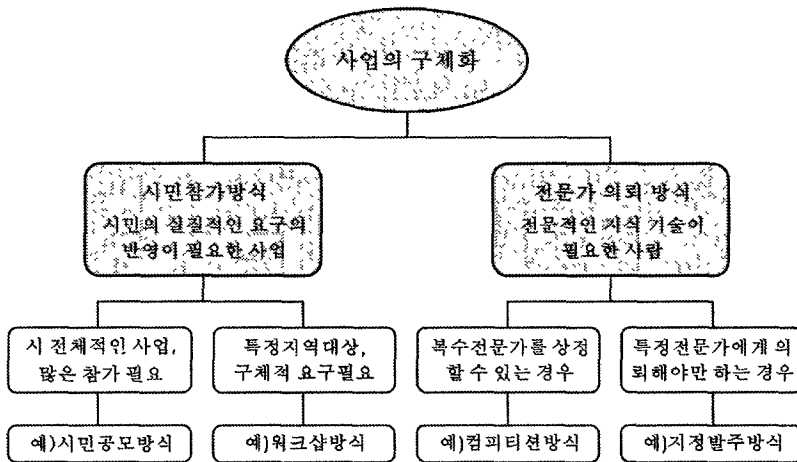 사업의 구체화
시민참가방식
시민의 실질적인 요구의
반영이 필요한 사업
전문가 의뢰 방식
전문적인 지식 기술이
필요한 사람
시 전체적인 사업,
많은 참가 필요
특정지역대상,
구체적 요구필요
복수전문가를 상정
할 수 있는 경우
특정전문가에게 의
뢰해야만 하는 경우
예)시민공모방식
예)워크샵방식
예)컴피티션방식
예)지정발주방식